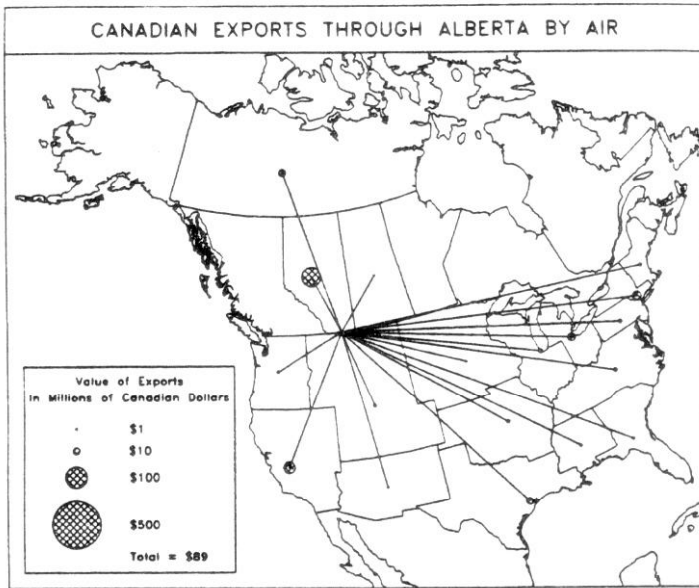 CANADIAN EXPORTS THROUGH ALBERTA BY AIR
Value of Exports
in Millions of Canadian Dollars
$1
$10
$100
$500
Total = $89